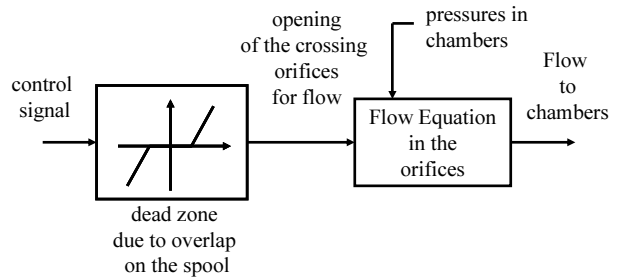 control
signal
dead zone
due to overlap
on the spool
opening
of the crossing
orifices
for flow
pressures in
chambers
Flow Equation
in the
orifices
Flow
to
chambers